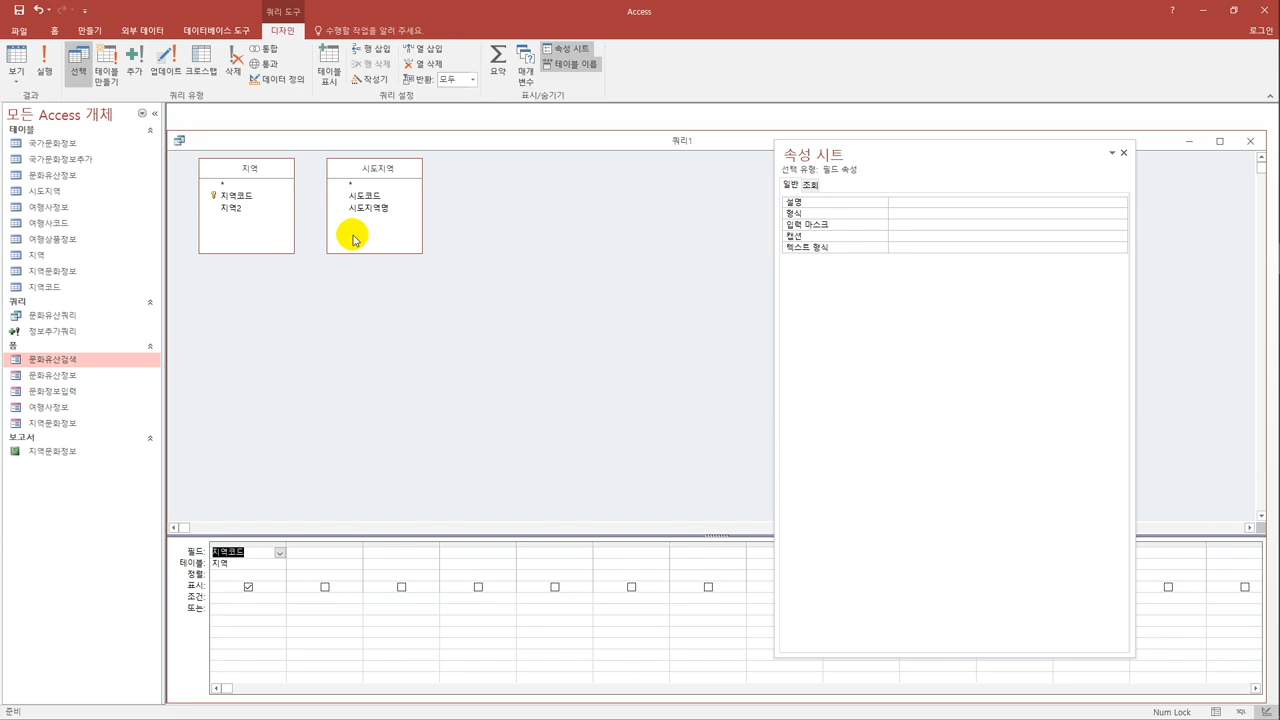 쿼리 도구
Access
파일 홈 만들기 외부 데이터 데이터베이스 도구 디자인 수행할 작업을 알려 주세요.
로그인
보기 실행 선택 테이블 만들기 추가 업데이트 크로스탭 삭제
통합
통과
데이터 정의
테이블 표시
행 삽입
행 삭제
작성기
열 삽입
열 삭제
반환: 모두
요약 매개 변수
속성 시트
테이블 이름
결과 쿼리 유형 쿼리 설정 표시/숨기기
모든 Access 개체
테이블
국가문화정보
국가문화정보추가
문화유산정보
시도지역
여행사정보
여행사코드
여행상품정보
지역
지역문화정보
지역코드
쿼리
문화유산쿼리
정보추가쿼리
폼
문화유산검색
문화유산정보
문화정보입력
여행사정보
지역문화정보
보고서
지역문화정보
쿼리1
지역
*
지역코드
지역2
시도지역
*
시도코드
시도지역명
속성 시트
선택 유형: 필드 속성
일반 조회
설명
형식
입력 마스크
캡션
텍스트 형식
필드: 지역코드
테이블: 지역
정렬:
표시:
조건:
또는:
준비
Num Lock
SQL